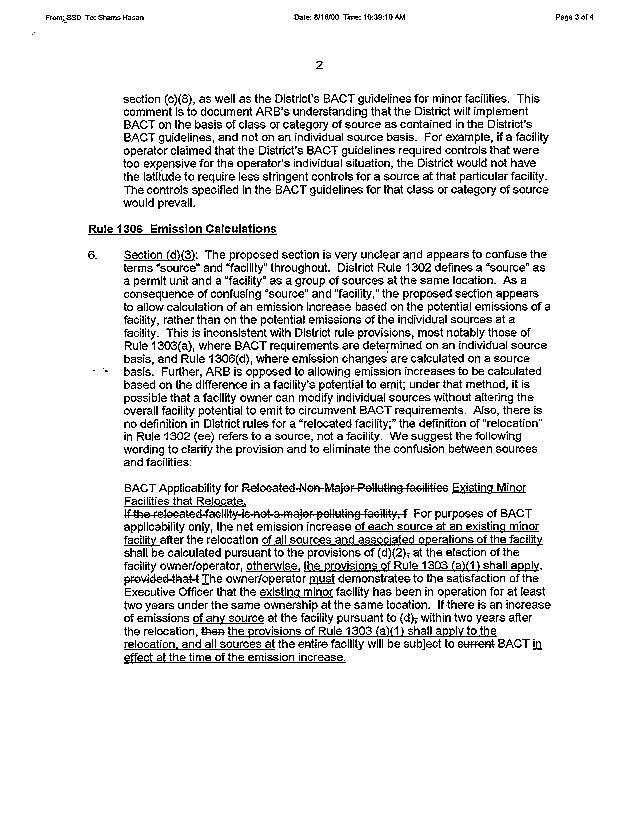 From: SSD To: Shams Hasan Date: 8/16/00 Time: 10:39:10 AM Page 3 of 4
2
section (c)(8), as well as the District's BACT guidelines for minor facilities. This
comment is to document ARB's understanding that the District will implement
BACT on the basis of class or category of source as contained in the District's
BACT guidelines, and not on an individual source basis. For example, if a facility
operator claimed that the District's BACT guidelines required controls that were
too expensive for the operator's individual situation, the District would not have
the latitude to require less stringent controls for a source at that particular facility.
The controls specified in the BACT guidelines for that class or category of source
would prevail.
Rule 1306 Emission Calculations
6. Section (d)(3): The proposed section is very unclear and appears to confuse the
terms "source" and "facility" throughout. District Rule 1302 defines a "source" as
a permit unit and a "facility" as a group of sources at the same location. As a
consequence of confusing "source" and "facility," the proposed section appears
to allow calculation of an emission increase based on the potential emissions of a
facility, rather than on the potential emissions of the individual sources at a
facility. This is inconsistent with District rule provisions, most notably those of
Rule 1303(a), where BACT requirements are determined on an individual source
basis, and Rule 1306(d), where emission changes are calculated on a source
basis. Further, ARB is opposed to allowing emission increases to be calculated
based on the difference in a facility's potential to emit; under that method, it is
possible that a facility owner can modify individual sources without altering the
overall facility potential to emit to circumvent BACT requirements. Also, there is
no definition in District rules for a "relocated facility;" the definition of "relocation"
in Rule 1302 (ee) refers to a source, not a facility. We suggest the following
wording to clarify the provision and to eliminate the confusion between sources
and facilities:
BACT Applicability for Relocated Non-Major Polluting facilities Existing Minor
Facilities that Relocate.
If the relocated facility is not a major polluting facility, f For purposes of BACT
applicability only, the net emission increase of each source at an existing minor
facility after the relocation of all sources and associated operations of the facility
shall be calculated pursuant to the provisions of (d)(2), at the election of the
facility owner/operator, otherwise, the provisions of Rule 1303 (a)(1) shall apply.
provided that t The owner/operator must demonstrates to the satisfaction of the
Executive Officer that the existing minor facility has been in operation for at least
two years under the same ownership at the same location. If there is an increase
of emissions of any source at the facility pursuant to (d), within two years after
the relocation, then the provisions of Rule 1303 (a)(1) shall apply to the
relocation, and all sources at the entire facility will be subject to current BACT in
effect at the time of the emission increase.